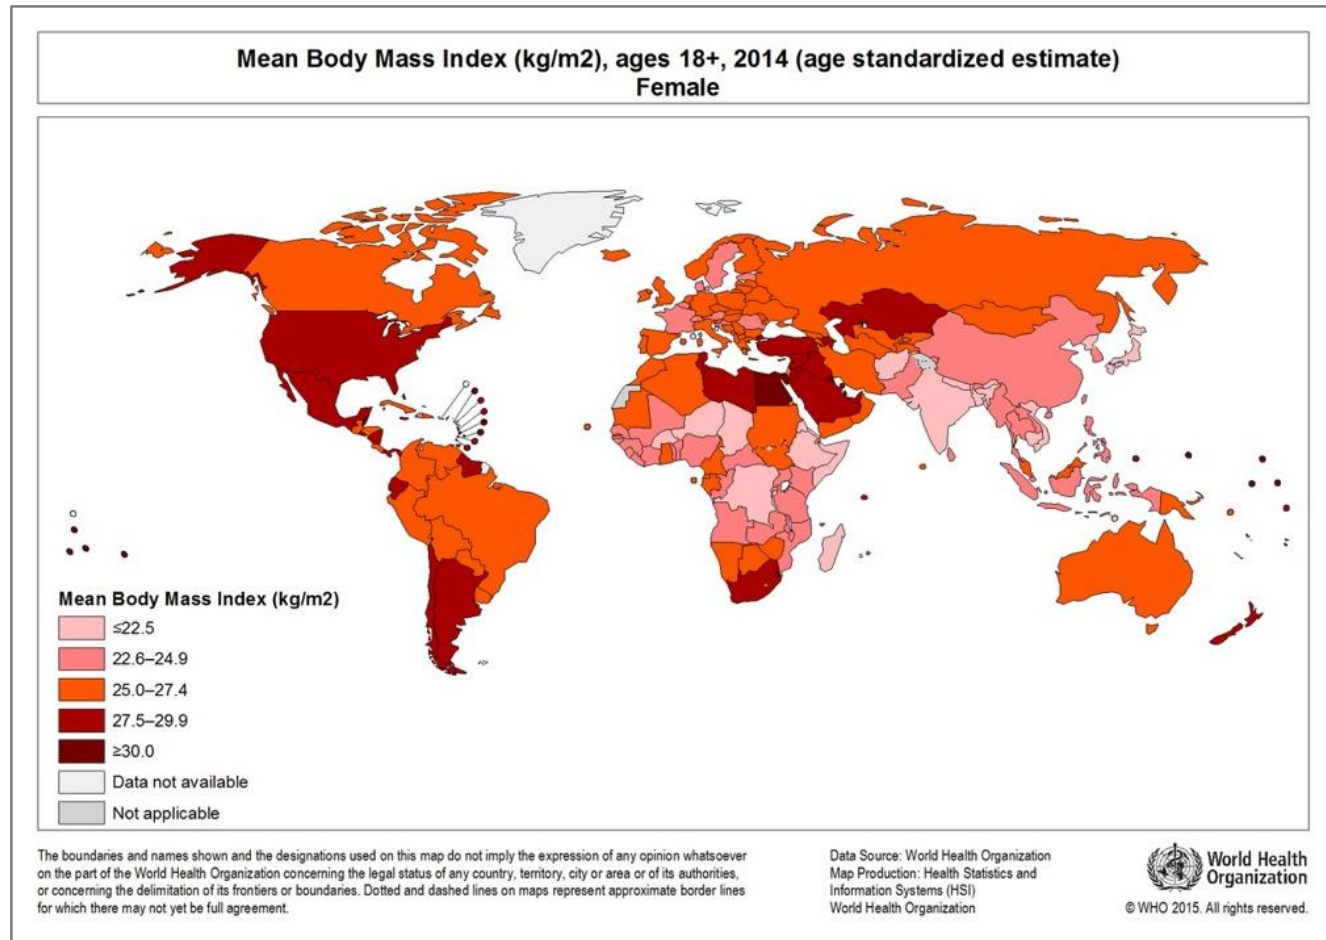 Mean Body Mass Index (kg/m2), ages 18+, 2014 (age standardized estimate)
Female
Mean Body Mass Index (kg/m2)
≤22.5
22.6–24.9
25.0–27.4
27.5–29.9
≥30.0
Data not available
Not applicable
The boundaries and names shown and the designations used on this map do not imply the expression of any opinion whatsoever
on the part of the World Health Organization concerning the legal status of any country, territory, city or area or of its authorities,
or concerning the delimitation of its frontiers or boundaries. Dotted and dashed lines on maps represent approximate border lines
for which there may not yet be full agreement.
Data Source: World Health Organization
Map Production: Health Statistics and
Information Systems (HSI)
World Health Organization
World Health
Organization
© WHO 2015. All rights reserved.